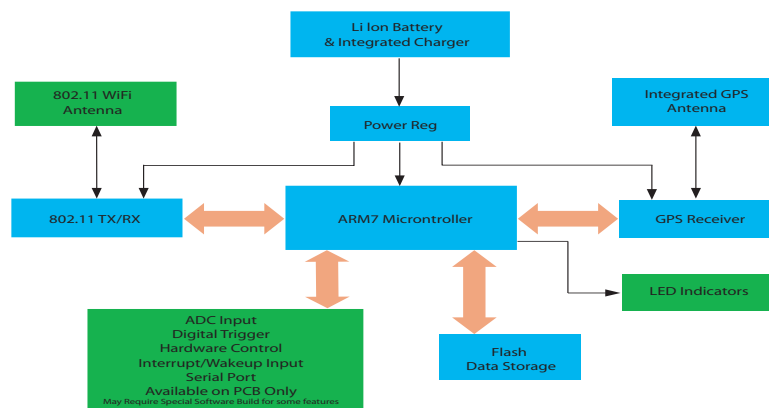 Li Ion Battery
& Integrated Charger
802.11 WiFi
Antenna
Integrated GPS
Antenna
Power Reg
802.11 TX/RX
ARM7 Microntroller
GPS Receiver
LED Indicators
ADC Input
Digital Trigger
Hardware Control
Interrupt/Wakeup Input
Serial Port
Available on PCB Only
May Require Special Software Build for some features
Flash
Data Storage